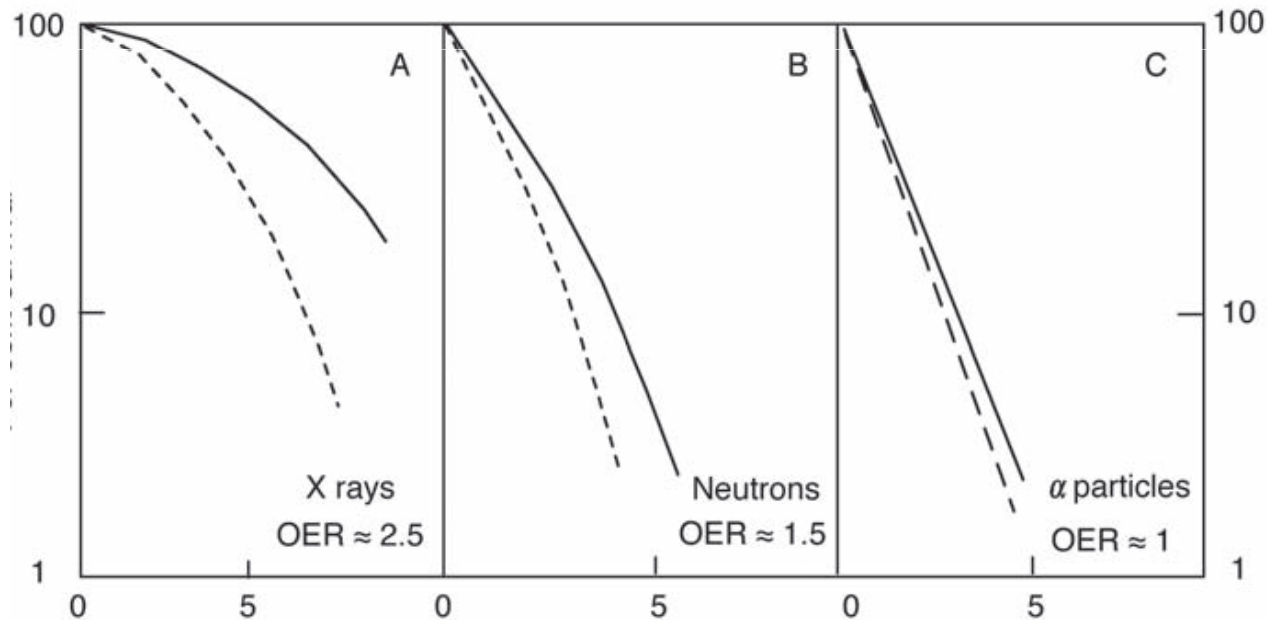 100
100
A
B
C
10
10
X rays
OER ≈ 2.5
Neutrons
OER ≈ 1.5
α particles
OER ≈ 1
1
1
0
5
0
5
0
5